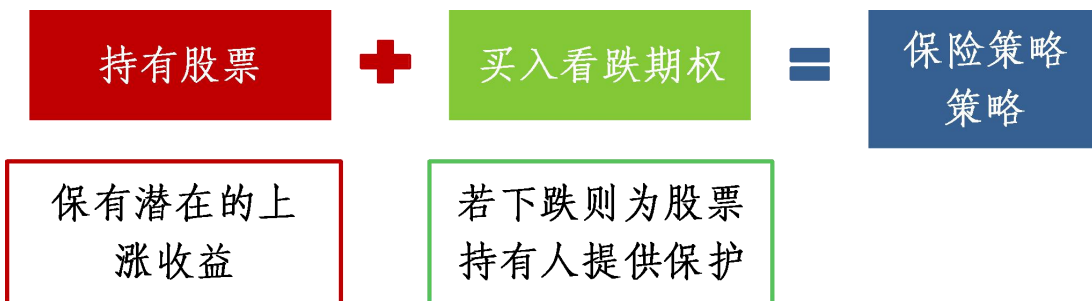 持有股票
买入看跌期权
保险策略
策略
保有潜在的上
涨收益
若下跌则为股票
持有人提供保护